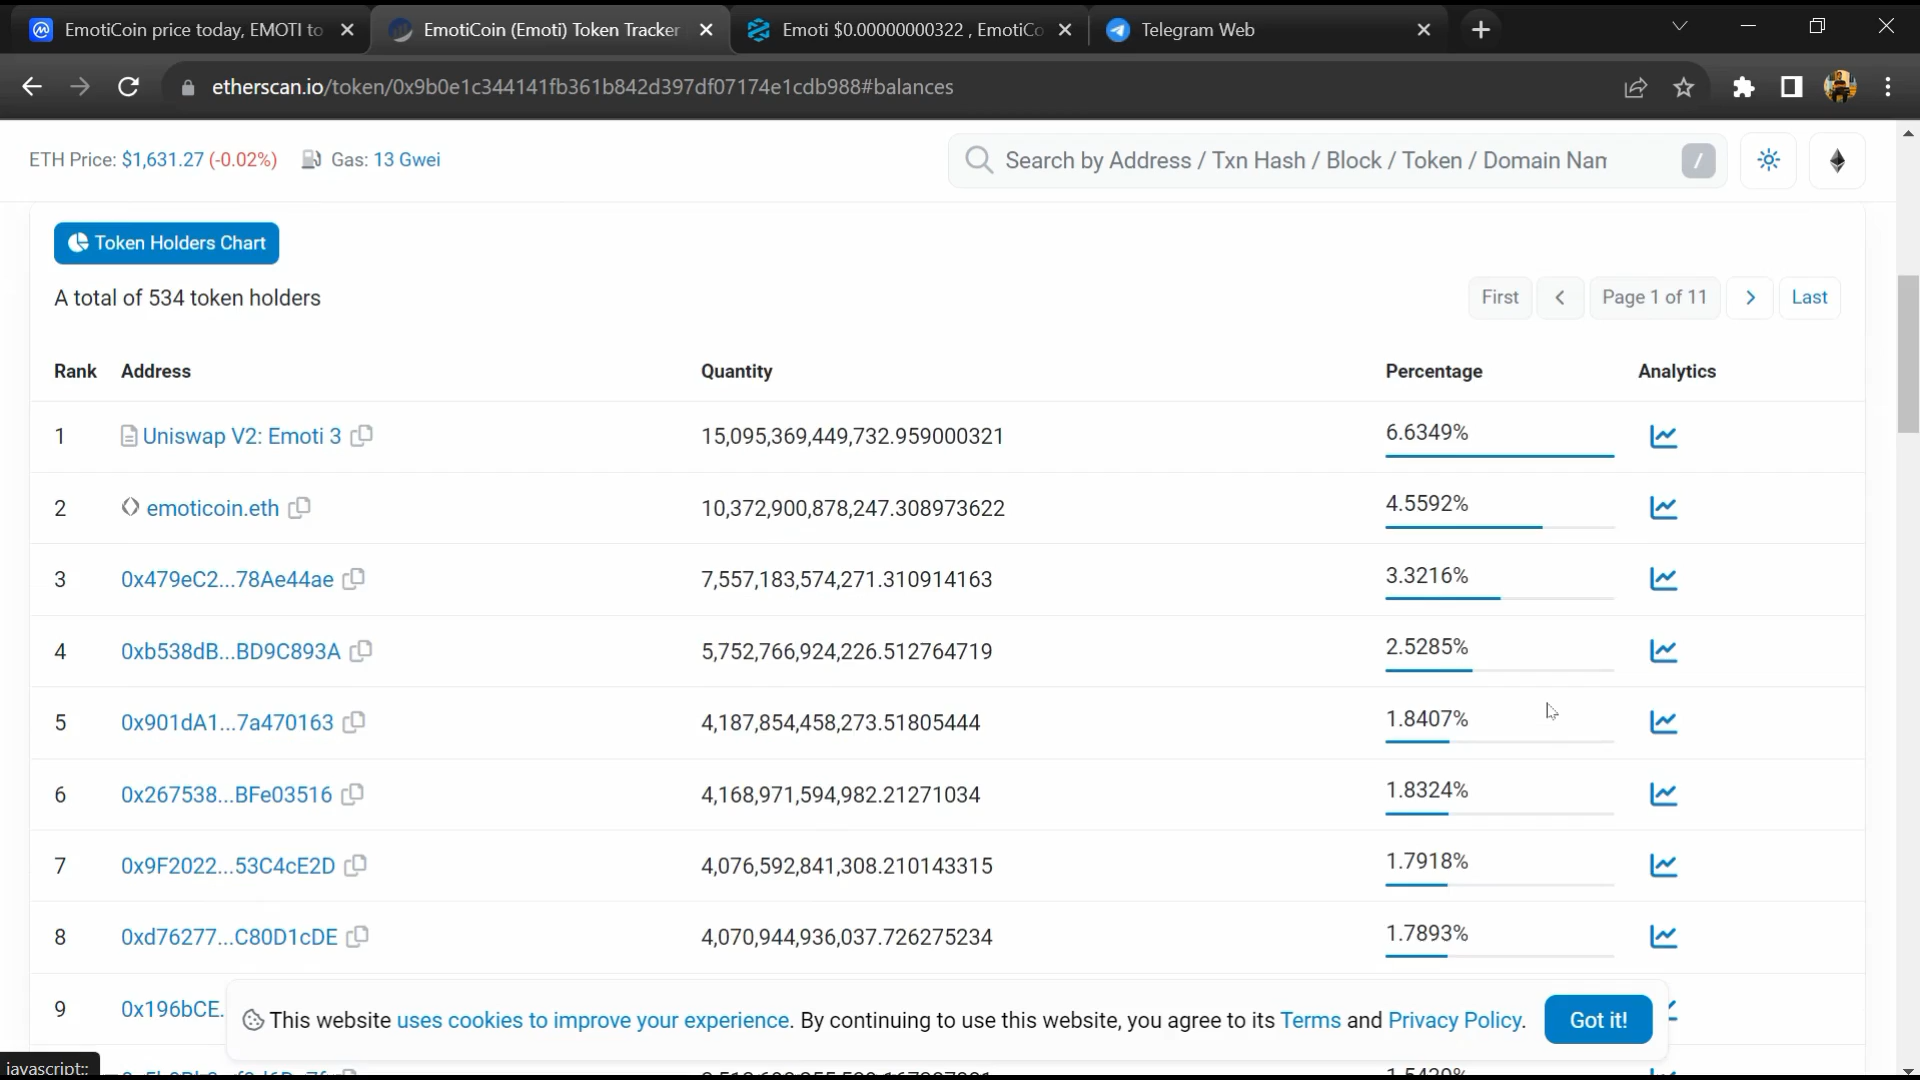 EmotiCoin price today, EMOTI to
EmotiCoin (Emoti) Token Tracker
Emoti $0.00000000322 , EmotiCo
Telegram Web
etherscan.io/token/0x9b0e1c344141fb361b842d397df07174e1cdb988#balances
ETH Price: $1,631.27 (-0.02%) Gas: 13 Gwei
Search by Address / Txn Hash / Block / Token / Domain Nam
/
Token Holders Chart
A total of 534 token holders
First Page 1 of 11 Last
Rank Address Quantity Percentage Analytics
1 Uniswap V2: Emoti 3 15,095,369,449,732.959000321 6.6349%
2 emoticoin.eth 10,372,900,878,247.308973622 4.5592%
3 0x479eC2...78Ae44ae 7,557,183,574,271.310914163 3.3216%
4 0xb538dB...BD9C893A 5,752,766,924,226.512764719 2.5285%
5 0x901dA1...7a470163 4,187,854,458,273.51805444 1.8407%
6 0x267538...BFe03516 4,168,971,594,982.21271034 1.8324%
7 0x9F2022...53C4cE2D 4,076,592,841,308.210143315 1.7918%
8 0xd76277...C80D1cDE 4,070,944,936,037.726275234 1.7893%
9 0x196bCE.
This website uses cookies to improve your experience. By continuing to use this website, you agree to its Terms and Privacy Policy. Got it!
javascript:;